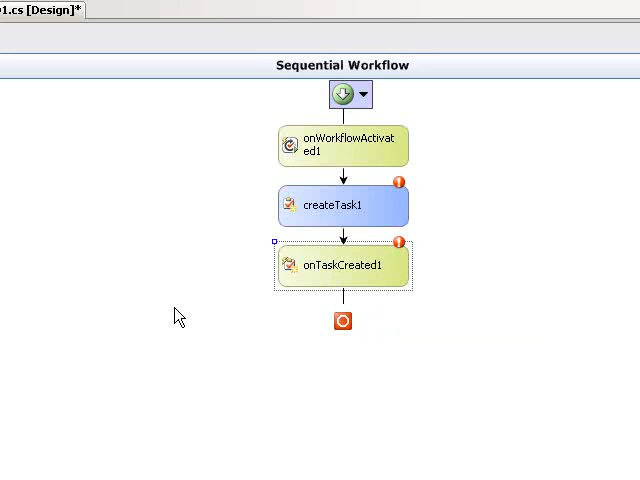 1.cs [Design]*
Sequential Workflow
onWorkflowActivat
ed1
createTask1
onTaskCreated1